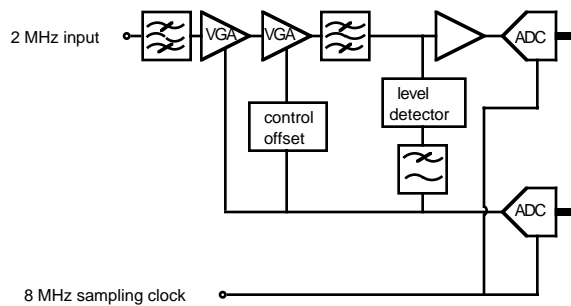 2 MHz input
VGA
VGA
ADC
level
detector
control
offset
ADC
8 MHz sampling clock